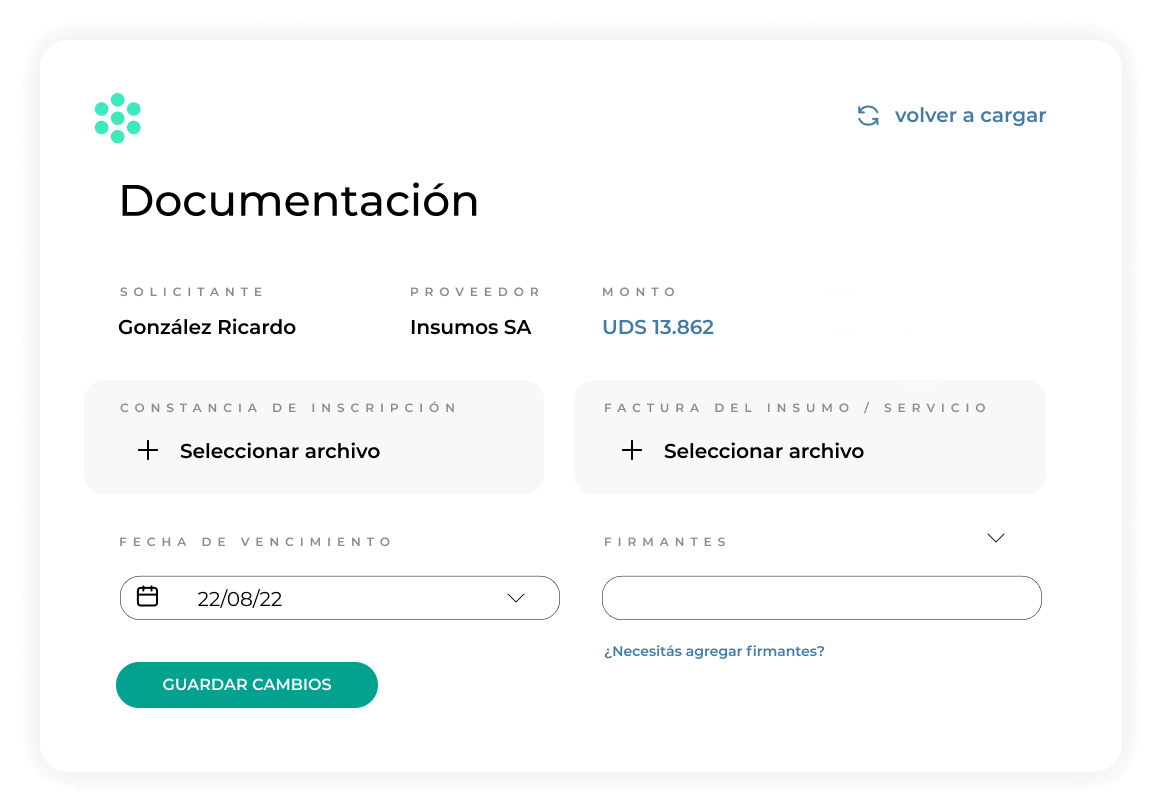 volver a cargar
Documentación
SOLICITANTE PROVEEDOR MONTO
González Ricardo Insumos SA UDS 13.862
CONSTANCIA DE INSCRIPCIÓN FACTURA DEL INSUMO / SERVICIO
Seleccionar archivo Seleccionar archivo
FECHA DE VENCIMIENTO FIRMANTES
22/08/22
¿Necesitás agregar firmantes?
GUARDAR CAMBIOS